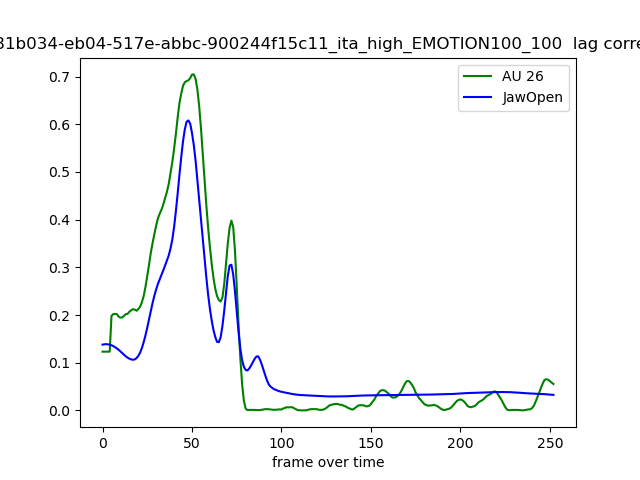 31b034-eb04-517e-abbc-900244f15c11_ita_high_EMOTION100_100 lag corre
AU 26
JawOpen
0.7
0.6
0.5
0.4
0.3
0.2
0.1
0.0
0 50 100 150 200 250
frame over time